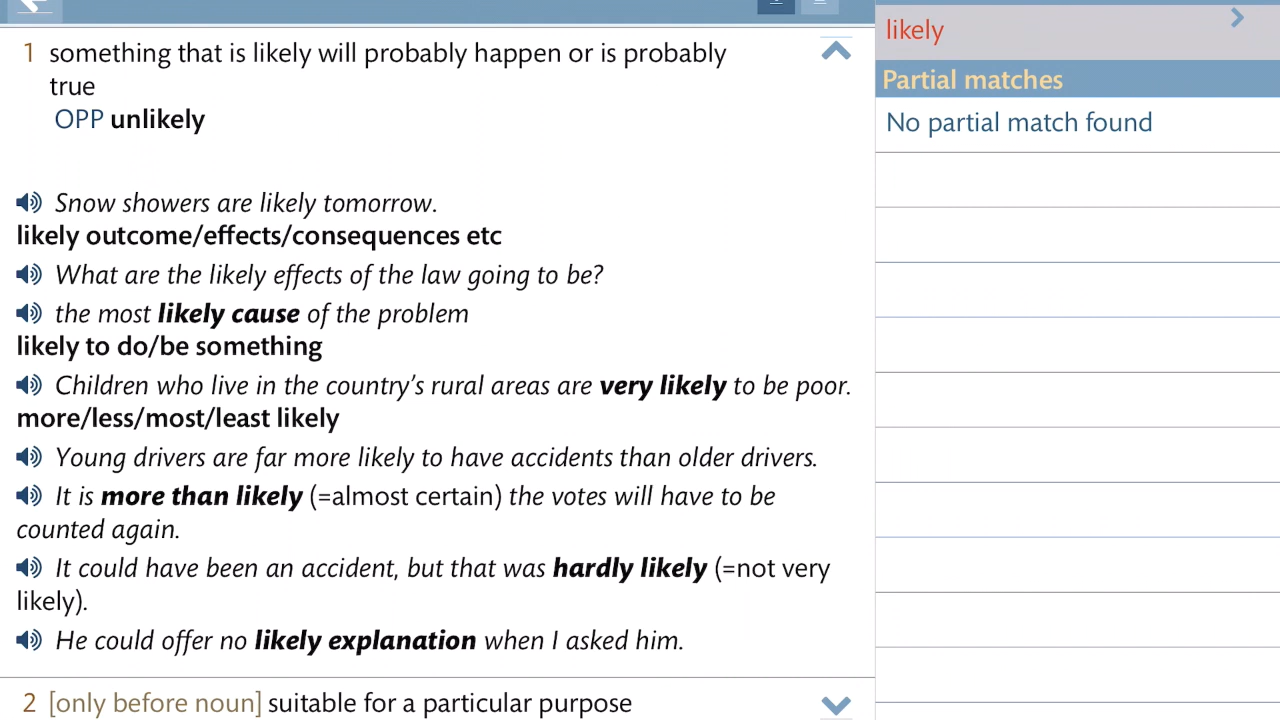 1 something that is likely will probably happen or is probably
true
OPP unlikely
Snow showers are likely tomorrow.
likely outcome/effects/consequences etc
What are the likely effects of the law going to be?
the most likely cause of the problem
likely to do/be something
Children who live in the country’s rural areas are very likely to be poor.
more/less/most/least likely
Young drivers are far more likely to have accidents than older drivers.
It is more than likely (=almost certain) the votes will have to be
counted again.
It could have been an accident, but that was hardly likely (=not very
likely).
He could offer no likely explanation when I asked him.
2 [only before noun] suitable for a particular purpose
likely
Partial matches
No partial match found